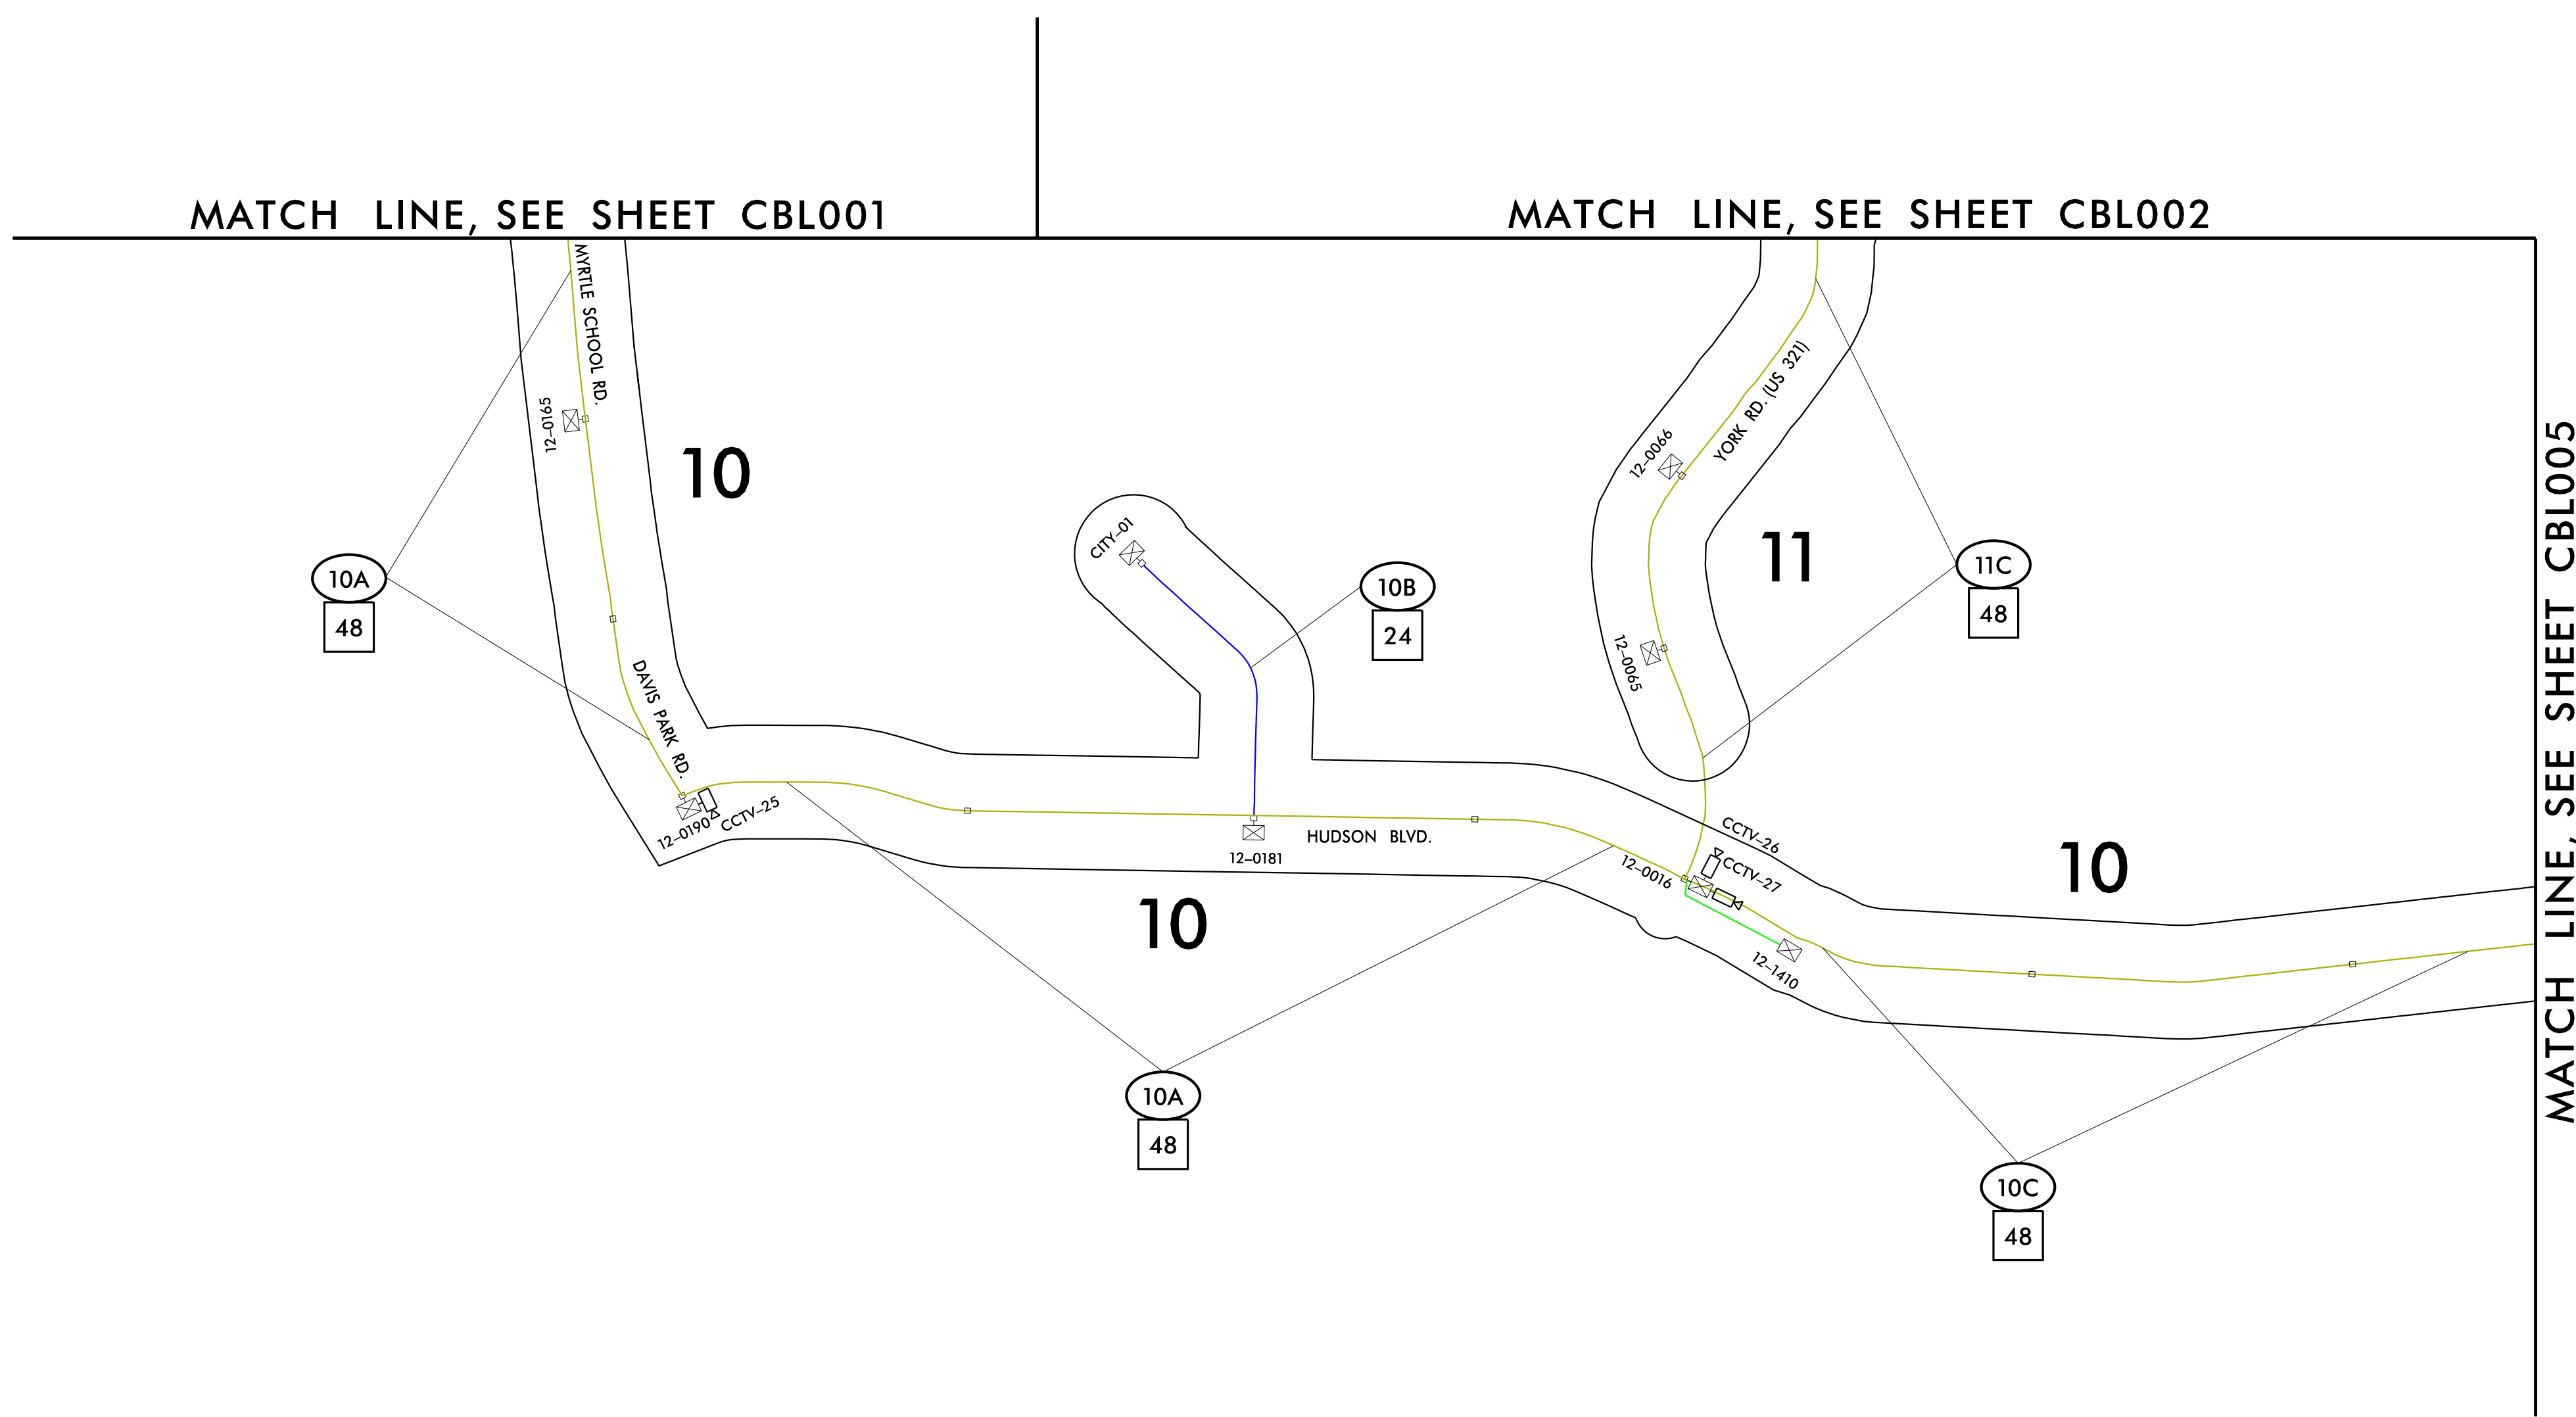 MATCH LINE, SEE SHEET CBL001
MATCH LINE, SEE SHEET CBL002
MYRTLE SCHOOL RD.
12-0165
10
10A
48
DAVIS PARK RD.
12-0190
CCTV-25
CITY-01
10B
24
12-0181
HUDSON BLVD.
10
10A
48
YORK RD. (US 321)
12-0066
11
11C
48
12-0065
CCTV-26
CCTV-27
12-0016
12-1410
10
10C
48
MATCH LINE, SEE SHEET CBL005